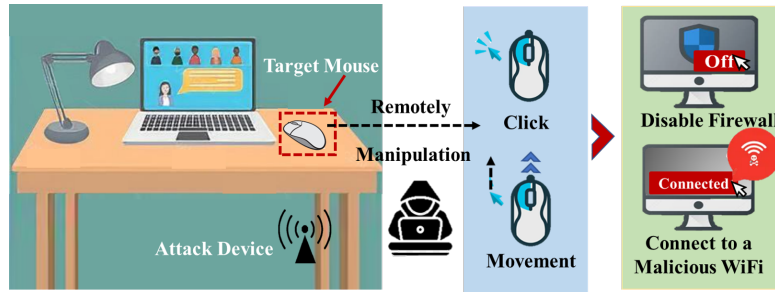 Target Mouse
Remotely
Manipulation
Attack Device
Click
Movement
Off
Disable Firewall
Connected
Connect to a
Malicious WiFi